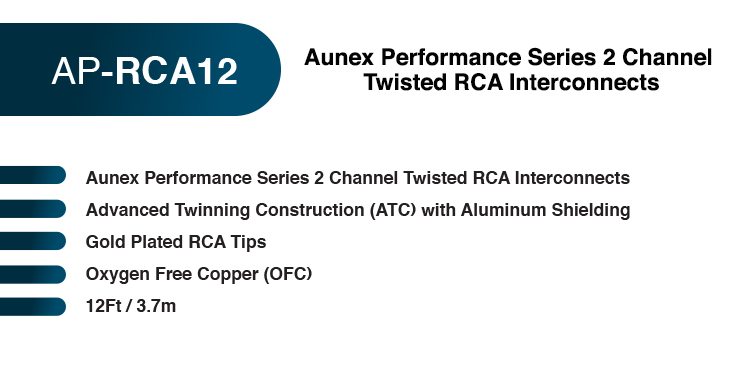 AP-RCA12
Aunex Performance Series 2 Channel
Twisted RCA Interconnects
Aunex Performance Series 2 Channel Twisted RCA Interconnects
Advanced Twinning Construction (ATC) with Aluminum Shielding
Gold Plated RCA Tips
Oxygen Free Copper (OFC)
12Ft / 3.7m